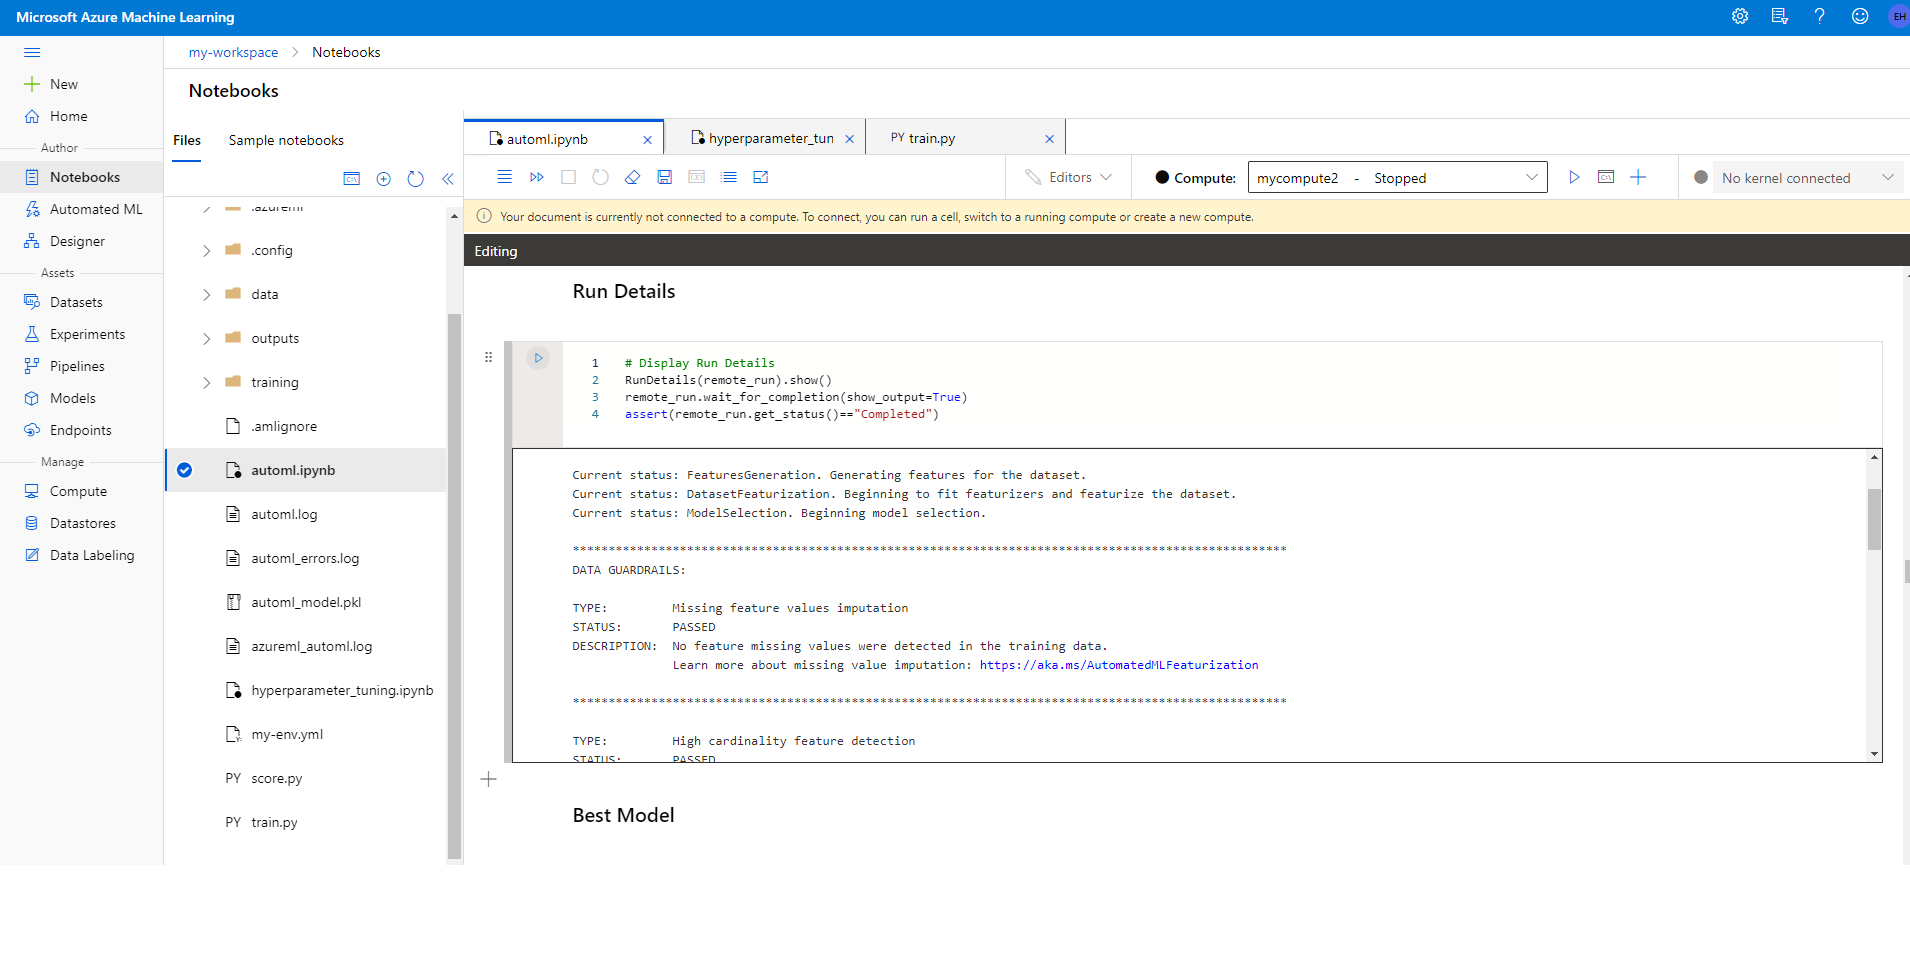 Microsoft Azure Machine Learning
EH
my-workspace > Notebooks
New
Home
Author
Notebooks
Automated ML
Designer
Assets
Datasets
Experiments
Pipelines
Models
Endpoints
Manage
Compute
Datastores
Data Labeling
Notebooks
Files Sample notebooks
.azureml
.config
data
outputs
training
.amlignore
automl.ipynb
automl.log
automl_errors.log
automl_model.pkl
azureml_automl.log
hyperparameter_tuning.ipynb
my-env.yml
PY score.py
PY train.py
automl.ipynb hyperparameter_tun PY train.py
Editors Compute: mycompute2 - Stopped No kernel connected
Your document is currently not connected to a compute. To connect, you can run a cell, switch to a running compute or create a new compute.
Editing
Run Details
1 # Display Run Details
2 RunDetails(remote_run).show()
3 remote_run.wait_for_completion(show_output=True)
4 assert(remote_run.get_status()=="Completed")
Current status: FeaturesGeneration. Generating features for the dataset.
Current status: DatasetFeaturization. Beginning to fit featurizers and featurize the dataset.
Current status: ModelSelection. Beginning model selection.
****************************************************************************************************
DATA GUARDRAILS:
TYPE: Missing feature values imputation
STATUS: PASSED
DESCRIPTION: No feature missing values were detected in the training data.
Learn more about missing value imputation: https://aka.ms/AutomatedMLFeaturization
****************************************************************************************************
TYPE: High cardinality feature detection
STATUS: PASSED
Best Model